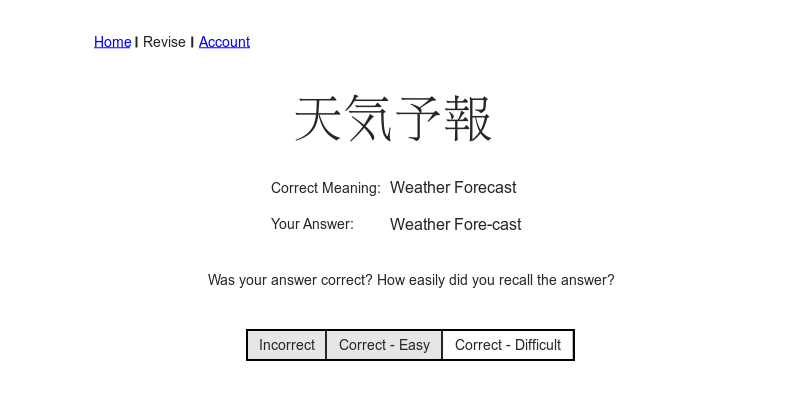 Home | Revise | Account
天気予報
Correct Meaning: Weather Forecast
Your Answer: Weather Fore-cast
Was your answer correct? How easily did you recall the answer?
Incorrect Correct - Easy Correct - Difficult